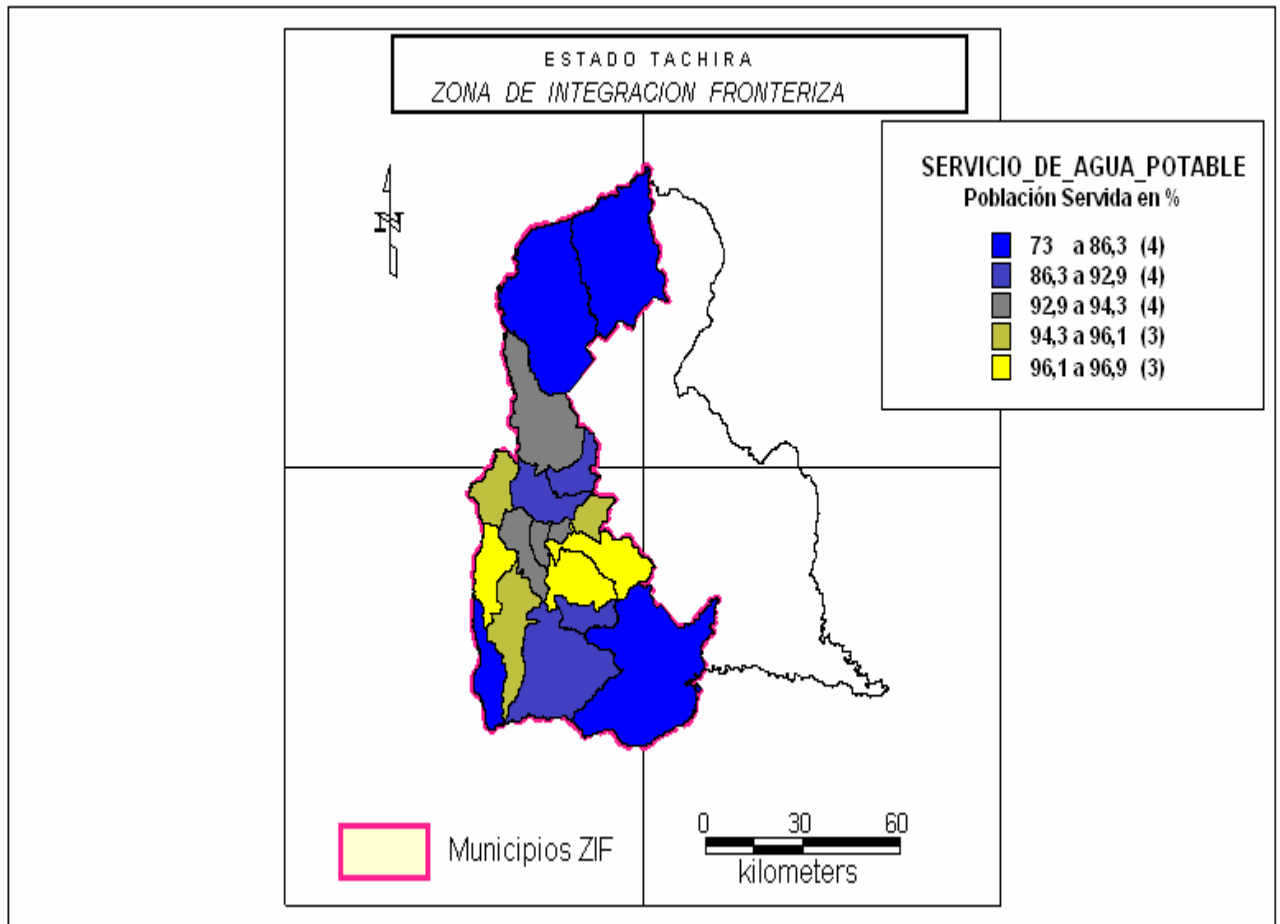 ESTADO TACHIRA
ZONA DE INTEGRACION FRONTERIZA
SERVICIO_DE_AGUA_POTABLE
Población Servida en %
73 a 86,3 (4)
86,3 a 92,9 (4)
92,9 a 94,3 (4)
94,3 a 96,1 (3)
96,1 a 96,9 (3)
N
Municipios ZIF
0 30 60
kilometers